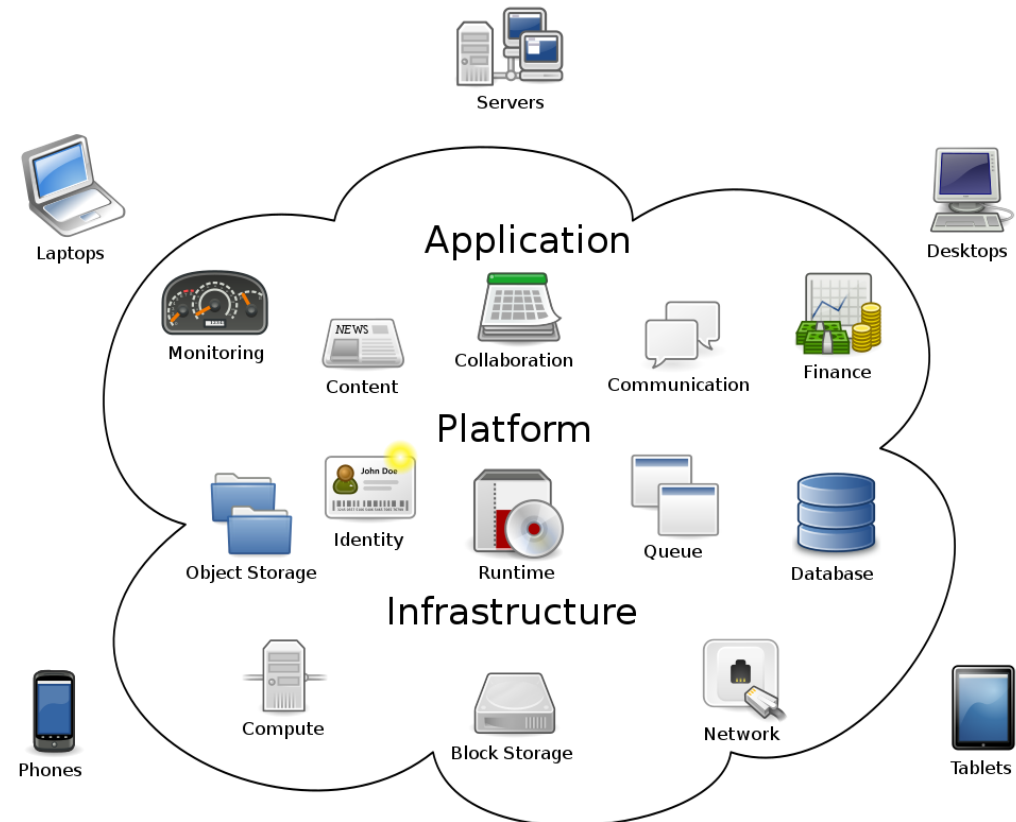 Servers
Laptops
Desktops
Application
Monitoring
NEWS
Content
Collaboration
Communication
Finance
Platform
John Doe
Object Storage
Identity
Runtime
Queue
Database
Infrastructure
Compute
Block Storage
Network
Phones
Tablets